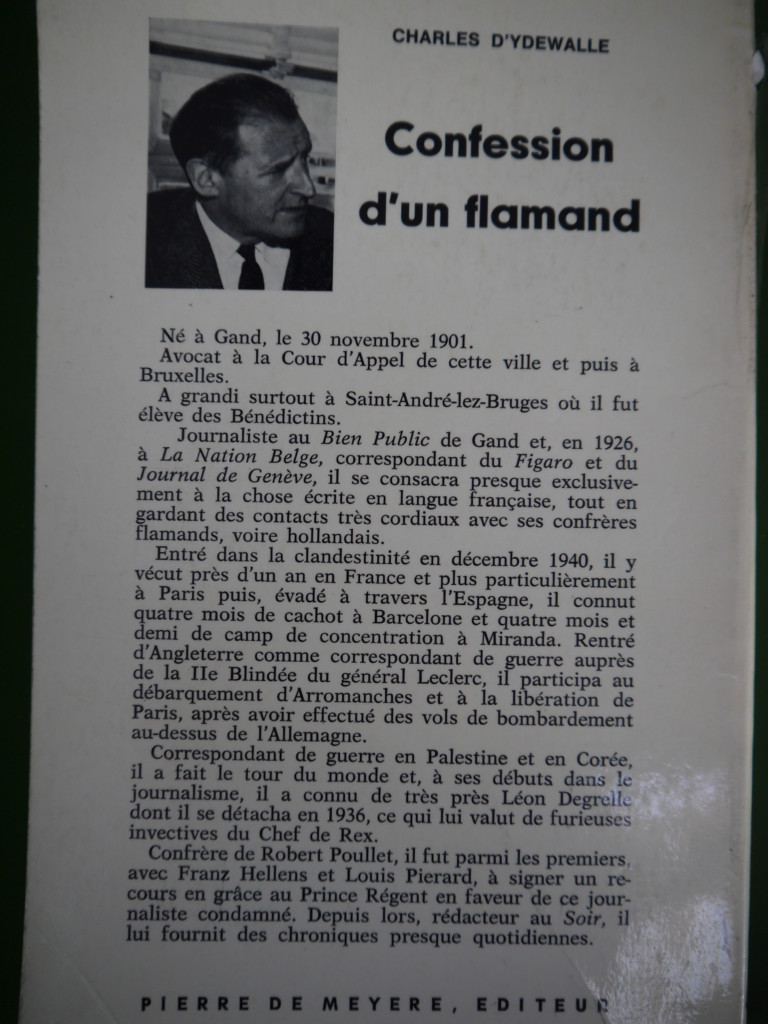 CHARLES D'YDEWALLE
Confession
d'un flamand
Né à Gand, le 30 novembre 1901.
Avocat à la Cour d'Appel de cette ville et puis à
Bruxelles.
A grandi surtout à Saint-André-lez-Bruges où il fut
élève des Bénédictins.
Journaliste au Bien Public de Gand et, en 1926,
à La Nation Belge, correspondant du Figaro et du
Journal de Genève, il se consacra presque exclusive-
ment à la chose écrite en langue française, tout en
gardant des contacts très cordiaux avec ses confrères
flamands, voire hollandais.
Entré dans la clandestinité en décembre 1940, il y
vécut près d'un an en France et plus particulièrement
à Paris puis, évadé à travers l'Espagne, il connut
quatre mois de cachot à Barcelone et quatre mois et
demi de camp de concentration à Miranda. Rentré
d'Angleterre comme correspondant de guerre auprès
de la IIe Blindée du général Leclerc, il participa au
débarquement d'Arromanches et à la libération de
Paris, après avoir effectué des vols de bombardement
au-dessus de l'Allemagne.
Correspondant de guerre en Palestine et en Corée,
il a fait le tour du monde et, à ses débuts dans le
journalisme, il a connu de très près Léon Degrelle
dont il se détacha en 1936, ce qui lui valut de furieuses
invectives du Chef de Rex.
Confrère de Robert Poullet, il fut parmi les premiers,
avec Franz Hellens et Louis Pierard, à signer un re-
cours en grâce au Prince Régent en faveur de ce jour-
naliste condamné. Depuis lors, rédacteur au Soir, il
lui fournit des chroniques presque quotidiennes.
PIERRE DE MEYERE, EDITEUR